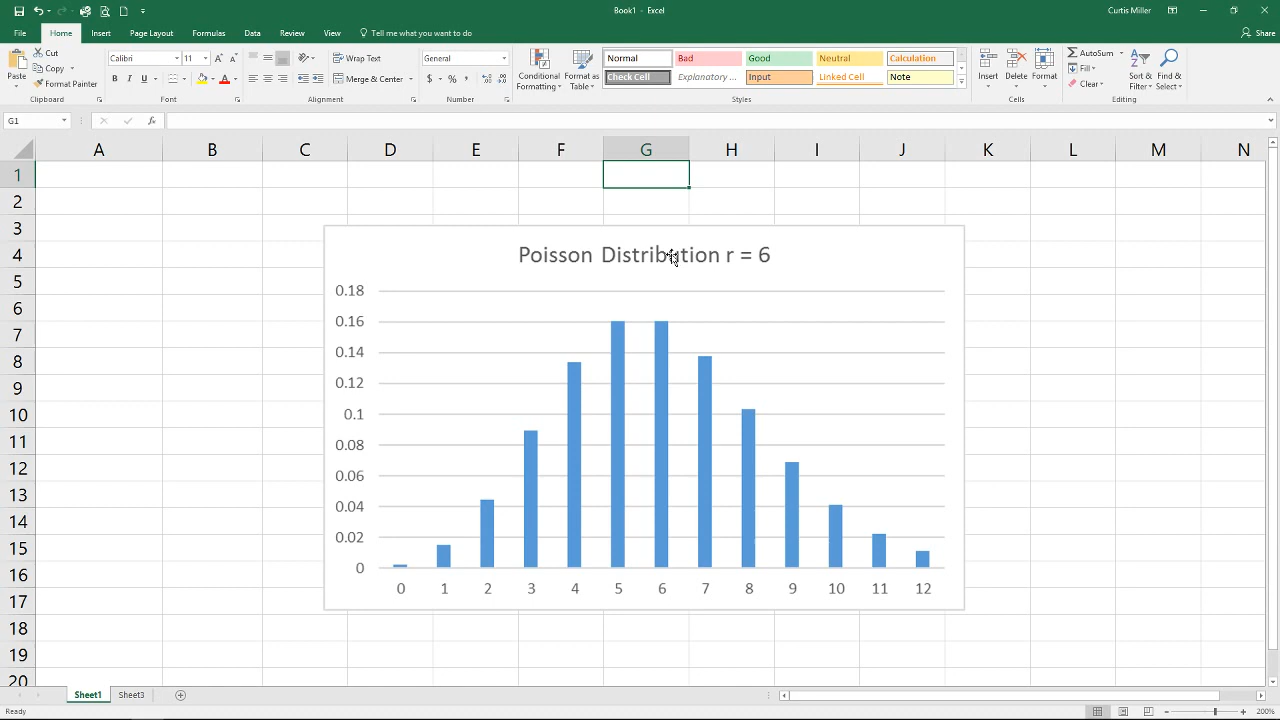 Book1 - Excel
Curtis Miller
File Home Insert Page Layout Formulas Data Review View Tell me what you want to do Share
Paste
Cut
Copy
Format Painter
Clipboard
Calibri 11
B I U
A A
A
Font
Wrap Text
Merge & Center
Alignment
General
$ % ,
Number
Conditional Formatting
Format as Table
Normal Bad Good Neutral Calculation
Check Cell Explanatory ... Input Linked Cell Note
Styles
Insert Delete Format
Cells
AutoSum
Fill
Clear
Sort & Filter
Find & Select
Editing
G1
fx
A B C D E F G H I J K L M N
1
2
3
4
5
6
7
8
9
10
11
12
13
14
15
16
17
18
19
20
Poisson Distribution r = 6
0.18
0.16
0.14
0.12
0.1
0.08
0.06
0.04
0.02
0
0 1 2 3 4 5 6 7 8 9 10 11 12
Sheet1 Sheet3
Ready
200%